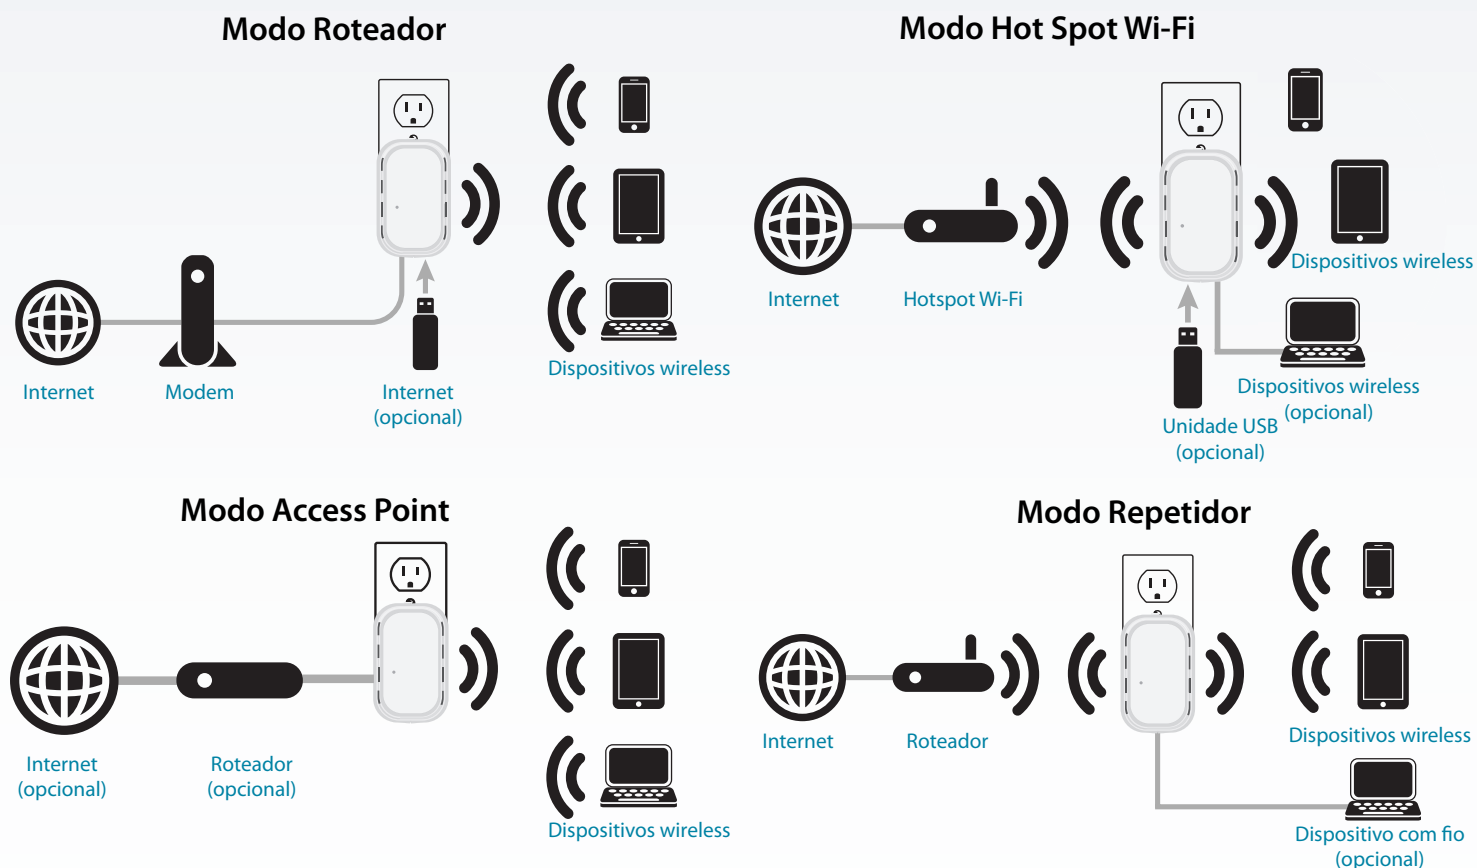 Modo Roteador
Internet
Modem
Internet
(opcional)
Dispositivos wireless
Modo Hot Spot Wi-Fi
Internet
Hotspot Wi-Fi
Dispositivos wireless
Dispositivos wireless
(opcional)
Unidade USB
(opcional)
Modo Access Point
Internet
(opcional)
Roteador
(opcional)
Dispositivos wireless
Modo Repetidor
Internet
Roteador
Dispositivos wireless
Dispositivo com fio
(opcional)